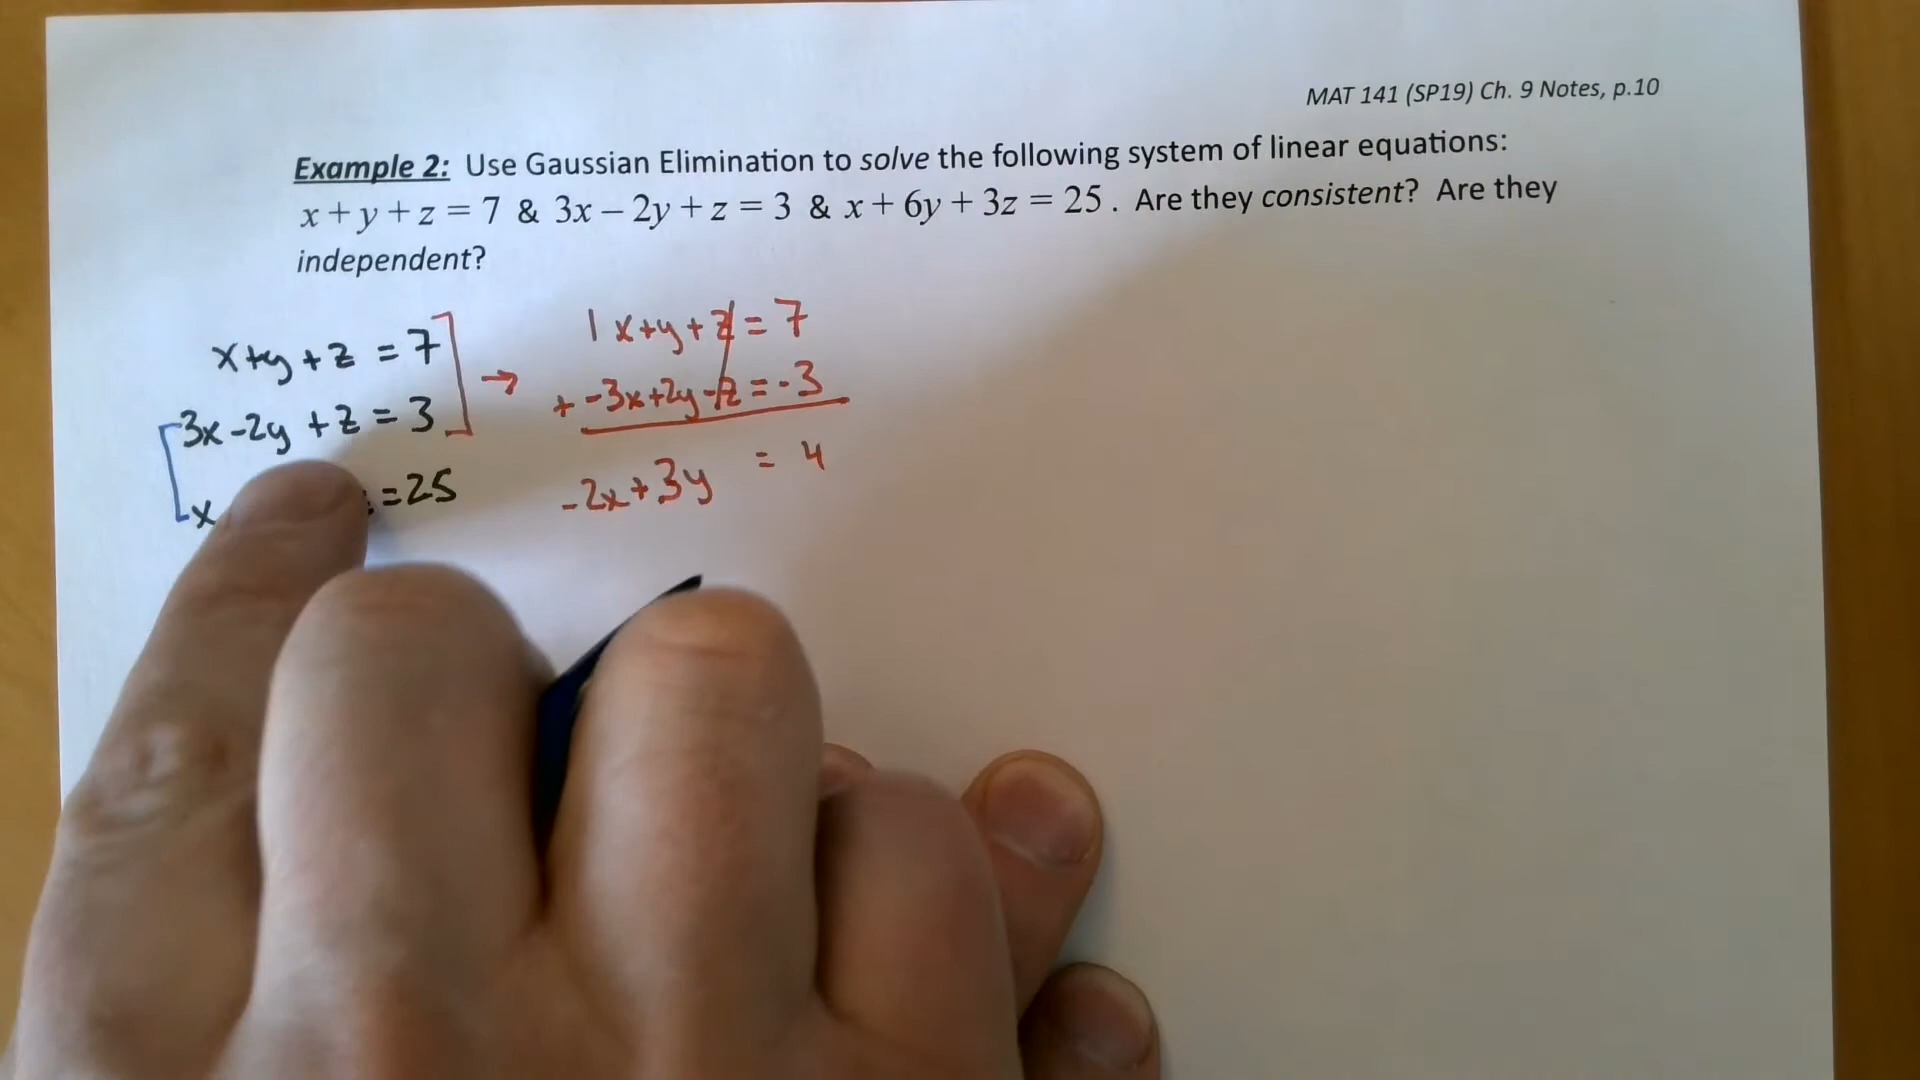 MAT 141 (SP19) Ch. 9 Notes, p.10
Example 2: Use Gaussian Elimination to solve the following system of linear equations:
x + y + z = 7 & 3x – 2y + z = 3 & x + 6y + 3z = 25 . Are they consistent? Are they
independent?
x+y+z = 7
3x-2y+z = 3
x =25
→
1x+y+z = 7
+ -3x+2y-z = -3
-2x+3y = 4